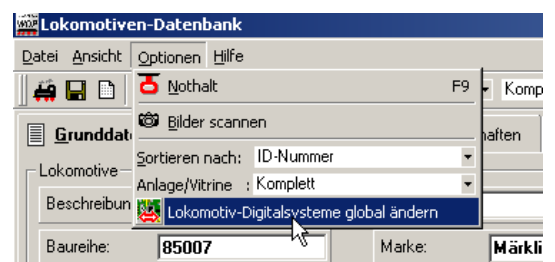 WDP Lokomotiven-Datenbank
Datei Ansicht Optionen Hilfe
Nothalt F9
Komp
Bilder scannen
Grunddat haften
Sortieren nach: ID-Nummer
Lokomotive
Anlage/Vitrine : Komplett
Beschreibun Lokomotiv-Digitalsysteme global ändern
Baureihe: 85007 Marke: Märkli